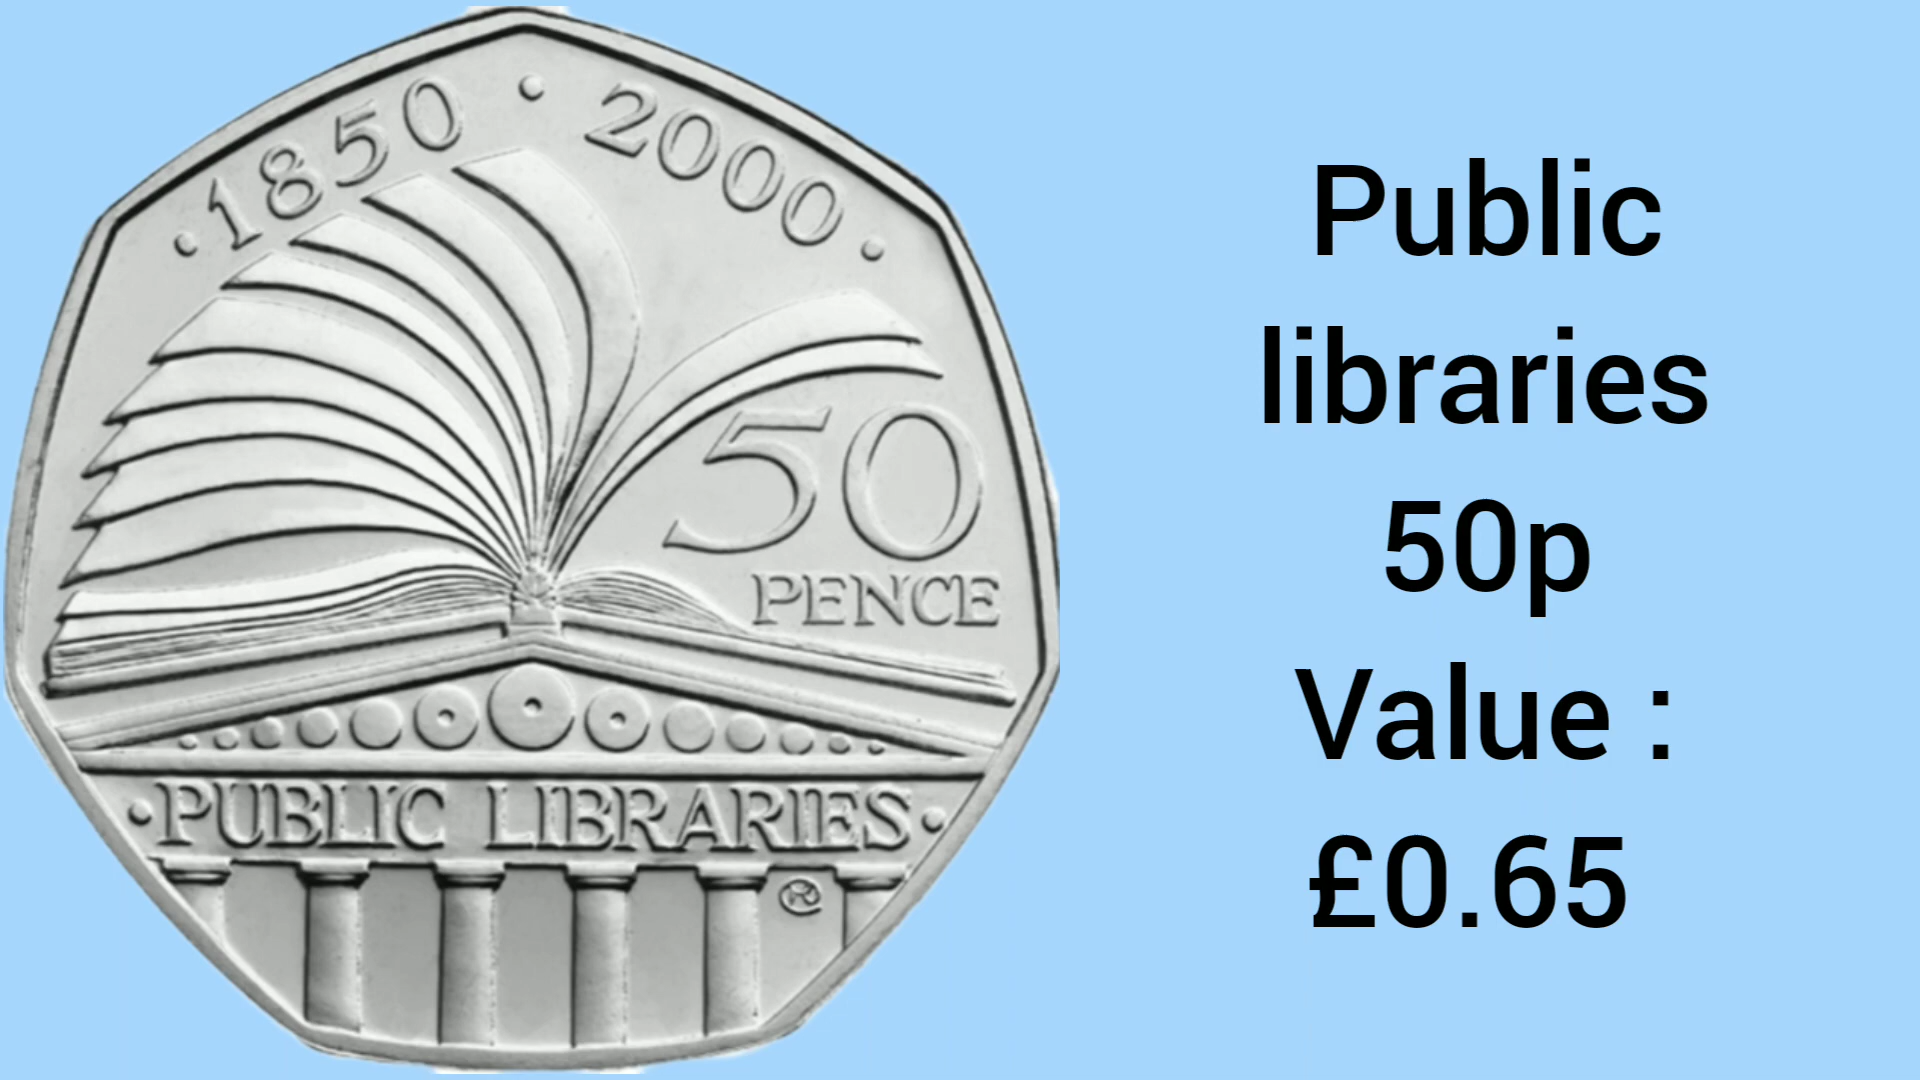 · 1850 · 2000 ·
50
PENCE
· PUBLIC LIBRARIES ·
Public
libraries
50p
Value :
£0.65